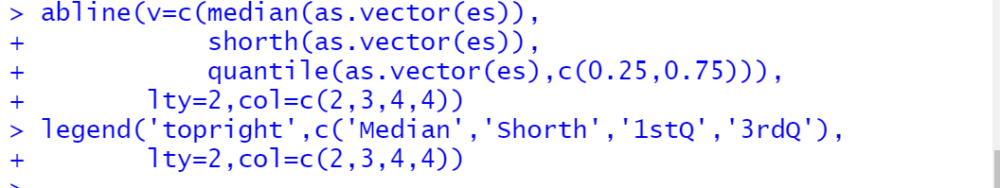 > abline(v=c(median(as.vector(es)),
+            shorth(as.vector(es)),
+            quantile(as.vector(es),c(0.25,0.75))),
+        lty=2,col=c(2,3,4,4))
> legend('topright',c('Median','Shorth','1stQ','3rdQ'),
+        lty=2,col=c(2,3,4,4))
>